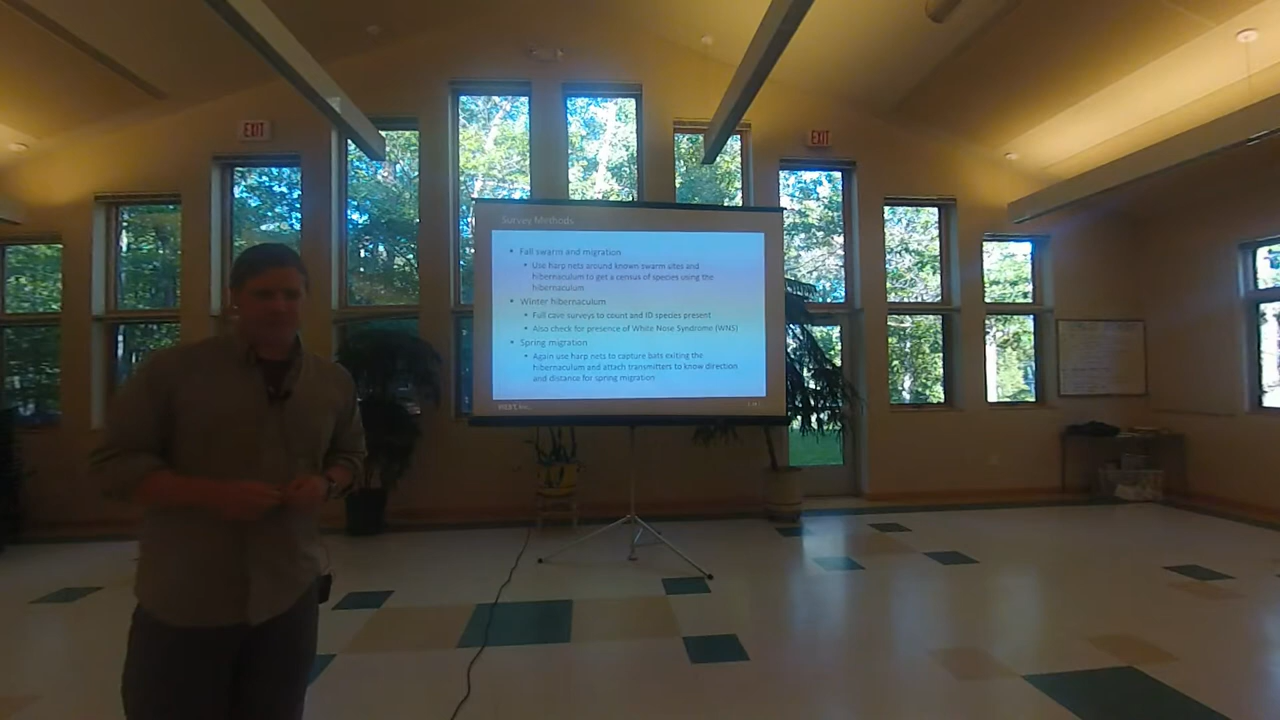 EXIT
EXIT
Survey Methods
• Fall swarm and migration
• Use harp nets around known swarm sites and
hibernaculum to get a census of species using the
hibernaculum
• Winter hibernaculum
• Full cave surveys to count and ID species present
• Also check for presence of White Nose Syndrome (WNS)
• Spring migration
• Again use harp nets to capture bats exiting the
hibernaculum and attach transmitters to know direction
and distance for spring migration
WEST, Inc.